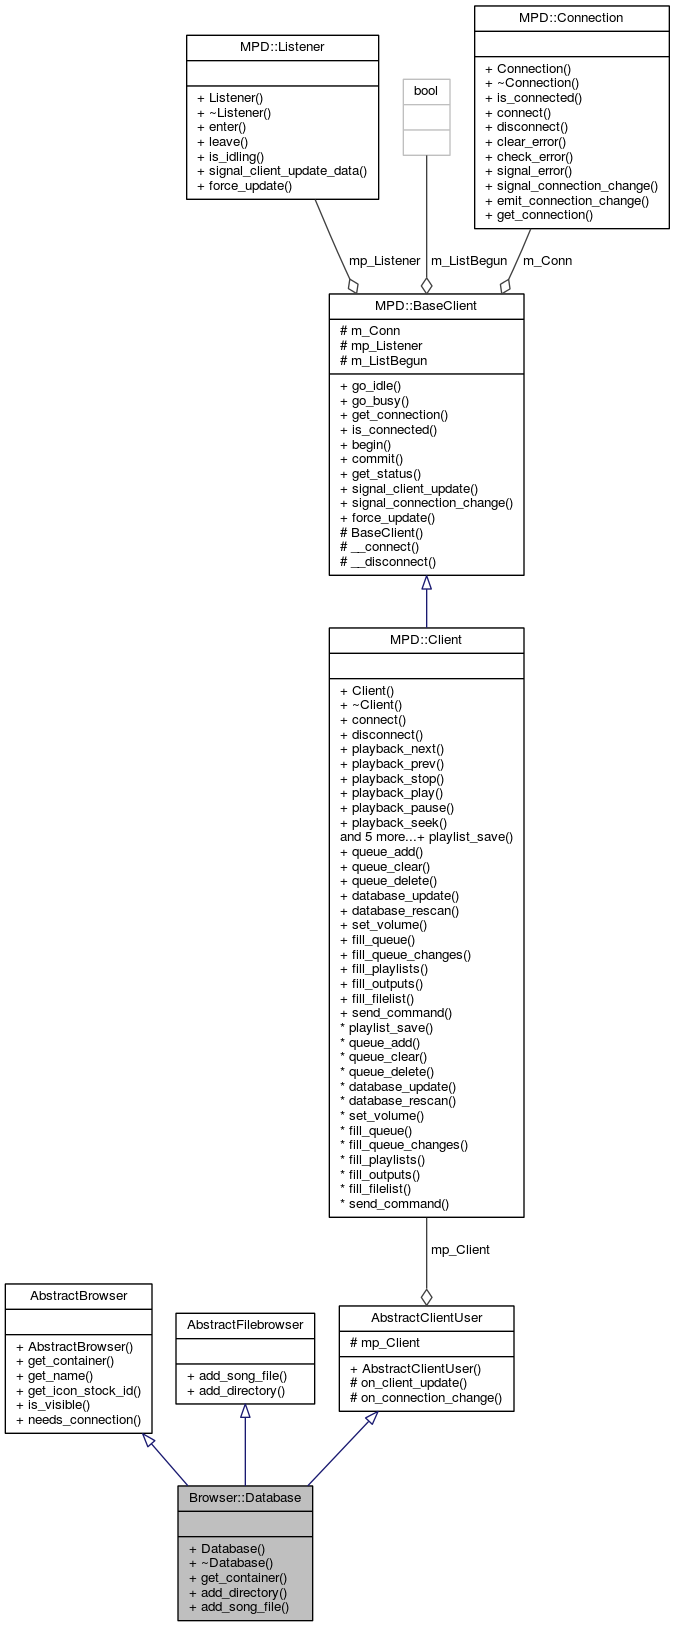 MPD::Listener
+ Listener()
+ ~Listener()
+ enter()
+ leave()
+ is_idling()
+ signal_client_update_data()
+ force_update()
bool
MPD::Connection
+ Connection()
+ ~Connection()
+ is_connected()
+ connect()
+ disconnect()
+ clear_error()
+ check_error()
+ signal_error()
+ signal_connection_change()
+ emit_connection_change()
+ get_connection()
mp_Listener
m_ListBegun
m_Conn
MPD::BaseClient
# m_Conn
# mp_Listener
# m_ListBegun
+ go_idle()
+ go_busy()
+ get_connection()
+ is_connected()
+ begin()
+ commit()
+ get_status()
+ signal_client_update()
+ signal_connection_change()
+ force_update()
# BaseClient()
# __connect()
# __disconnect()
MPD::Client
+ Client()
+ ~Client()
+ connect()
+ disconnect()
+ playback_next()
+ playback_prev()
+ playback_stop()
+ playback_play()
+ playback_pause()
+ playback_seek()
and 5 more...+ playlist_save()
+ queue_add()
+ queue_clear()
+ queue_delete()
+ database_update()
+ database_rescan()
+ set_volume()
+ fill_queue()
+ fill_queue_changes()
+ fill_playlists()
+ fill_outputs()
+ fill_filelist()
+ send_command()
* playlist_save()
* queue_add()
* queue_clear()
* queue_delete()
* database_update()
* database_rescan()
* set_volume()
* fill_queue()
* fill_queue_changes()
* fill_playlists()
* fill_outputs()
* fill_filelist()
* send_command()
mp_Client
AbstractBrowser
+ AbstractBrowser()
+ get_container()
+ get_name()
+ get_icon_stock_id()
+ is_visible()
+ needs_connection()
AbstractFilebrowser
+ add_song_file()
+ add_directory()
AbstractClientUser
# mp_Client
+ AbstractClientUser()
# on_client_update()
# on_connection_change()
Browser::Database
+ Database()
+ ~Database()
+ get_container()
+ add_directory()
+ add_song_file()